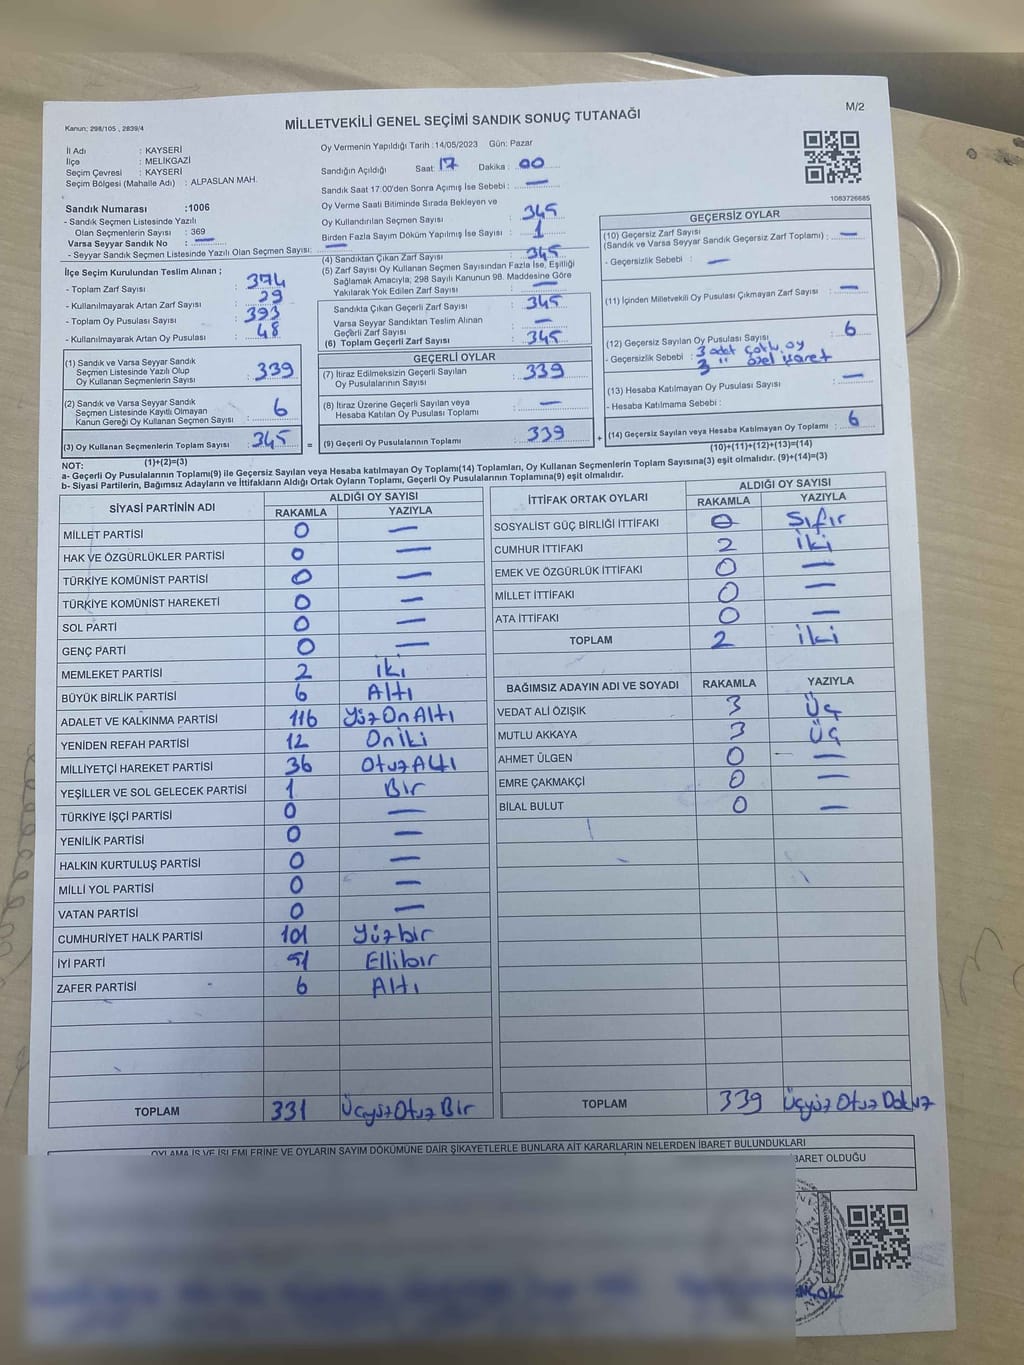 M/2
Kanun; 298/105 , 2839/4
MİLLETVEKİLİ GENEL SEÇİMİ SANDIK SONUÇ TUTANAĞI
İl Adı : KAYSERİ
İlçe : MELİKGAZİ
Seçim Çevresi : KAYSERİ
Seçim Bölgesi (Mahalle Adı) : ALPASLAN MAH.
Sandık Numarası :1006
- Sandık Seçmen Listesinde Yazılı
Olan Seçmenlerin Sayısı : 369
Varsa Seyyar Sandık No : —
- Seyyar Sandık Seçmen Listesinde Yazılı Olan Seçmen Sayısı: —
Oy Vermenin Yapıldığı Tarih : 14/05/2023 Gün: Pazar
Sandığın Açıldığı Saat : 17 Dakika : 00
Sandık Saat 17.00'den Sonra Açımış İse Sebebi : —
Oy Verme Saati Bitiminde Sırada Bekleyen ve
Oy Kullandırılan Seçmen Sayısı : 345
Birden Fazla Sayım Döküm Yapılmış İse Sayısı : 1
1083726685
İlçe Seçim Kurulundan Teslim Alınan ;
- Toplam Zarf Sayısı : 374
- Kullanılmayarak Artan Zarf Sayısı : 29
- Toplam Oy Pusulası Sayısı : 393
- Kullanılmayarak Artan Oy Pusulası : 48
(1) Sandık ve Varsa Seyyar Sandık
Seçmen Listesinde Yazılı Olup
Oy Kullanan Seçmenlerin Sayısı : 339
(2) Sandık ve Varsa Seyyar Sandık
Seçmen Listesinde Kayıtlı Olmayan
Kanun Gereği Oy Kullanan Seçmen Sayısı : 6
(3) Oy Kullanan Seçmenlerin Toplam Sayısı : 345 =
(1)+(2)=(3)
(4) Sandıktan Çıkan Zarf Sayısı : 345
(5) Zarf Sayısı Oy Kullanan Seçmen Sayısından Fazla İse, Eşitliği
Sağlamak Amacıyla; 298 Sayılı Kanunun 98. Maddesine Göre
Yakılarak Yok Edilen Zarf Sayısı : —
Sandıkta Çıkan Geçerli Zarf Sayısı : 345
Varsa Seyyar Sandıktan Teslim Alınan
Geçerli Zarf Sayısı : —
(6) Toplam Geçerli Zarf Sayısı : 345
GEÇERLİ OYLAR
(7) İtiraz Edilmeksizin Geçerli Sayılan
Oy Pusulalarının Sayısı : 339
(8) İtiraz Üzerine Geçerli Sayılan veya
Hesaba Katılan Oy Pusulası Toplamı : —
(9) Geçerli Oy Pusulalarının Toplamı : 339 +
GEÇERSİZ OYLAR
(10) Geçersiz Zarf Sayısı
(Sandık ve Varsa Seyyar Sandık Geçersiz Zarf Toplamı) : —
- Geçersizlik Sebebi : —
(11) İçinden Milletvekili Oy Pusulası Çıkmayan Zarf Sayısı : —
(12) Geçersiz Sayılan Oy Pusulası Sayısı : 6
- Geçersizlik Sebebi : 3 adet çoklu oy
3 " özel işaret
(13) Hesaba Katılmayan Oy Pusulası Sayısı : —
- Hesaba Katılmama Sebebi :
(14) Geçersiz Sayılan veya Hesaba Katılmayan Oy Toplamı : 6
(10)+(11)+(12)+(13)=(14)
NOT:
a- Geçerli Oy Pusulalarının Toplamı(9) ile Geçersiz Sayılan veya Hesaba katılmayan Oy Toplamı(14) Toplamları, Oy Kullanan Seçmenlerin Toplam Sayısına(3) eşit olmalıdır. (9)+(14)=(3)
b- Siyasi Partilerin, Bağımsız Adayların ve İttifakların Aldığı Ortak Oyların Toplamı, Geçerli Oy Pusulalarının Toplamına(9) eşit olmalıdır.
SİYASİ PARTİNİN ADI ALDIĞI OY SAYISI
RAKAMLA YAZIYLA
MİLLET PARTİSİ 0 —
HAK VE ÖZGÜRLÜKLER PARTİSİ 0 —
TÜRKİYE KOMÜNİST PARTİSİ 0 —
TÜRKİYE KOMÜNİST HAREKETİ 0 —
SOL PARTİ 0 —
GENÇ PARTİ 0 —
MEMLEKET PARTİSİ 2 iki
BÜYÜK BİRLİK PARTİSİ 6 Altı
ADALET VE KALKINMA PARTİSİ 116 Yüz On Altı
YENİDEN REFAH PARTİSİ 12 Oniki
MİLLİYETÇİ HAREKET PARTİSİ 36 Otuz Altı
YEŞİLLER VE SOL GELECEK PARTİSİ 1 Bir
TÜRKİYE İŞÇİ PARTİSİ 0 —
YENİLİK PARTİSİ 0 —
HALKIN KURTULUŞ PARTİSİ 0 —
MİLLİ YOL PARTİSİ 0 —
VATAN PARTİSİ 0 —
CUMHURİYET HALK PARTİSİ 101 Yüzbir
İYİ PARTİ 51 Ellibir
ZAFER PARTİSİ 6 Altı
TOPLAM 331 Üçyüz Otuz Bir
İTTİFAK ORTAK OYLARI ALDIĞI OY SAYISI
RAKAMLA YAZIYLA
SOSYALİST GÜÇ BİRLİĞİ İTTİFAKI 0 Sıfır
CUMHUR İTTİFAKI 2 iki
EMEK VE ÖZGÜRLÜK İTTİFAKI 0 —
MİLLET İTTİFAKI 0 —
ATA İTTİFAKI 0 —
TOPLAM 2 iki
BAĞIMSIZ ADAYIN ADI VE SOYADI RAKAMLA YAZIYLA
VEDAT ALİ ÖZIŞIK 3 Üç
MUTLU AKKAYA 3 Üç
AHMET ÜLGEN 0 —
EMRE ÇAKMAKÇİ 0 —
BİLAL BULUT 0 —
TOPLAM 339 Üçyüz Otuz Dokuz
OYLAMA İŞ VE İŞLEMLERİNE VE OYLARIN SAYIM DÖKÜMÜNE DAİR ŞİKAYETLERLE BUNLARA AİT KARARLARIN NELERDEN İBARET BULUNDUKLARI
İBARET OLDUĞU